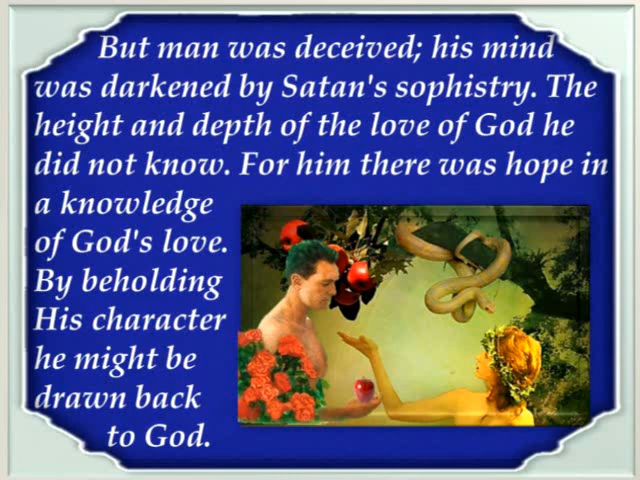 But man was deceived; his mind
was darkened by Satan's sophistry. The
height and depth of the love of God he
did not know. For him there was hope in
a knowledge
of God's love.
By beholding
His character
he might be
drawn back
to God.